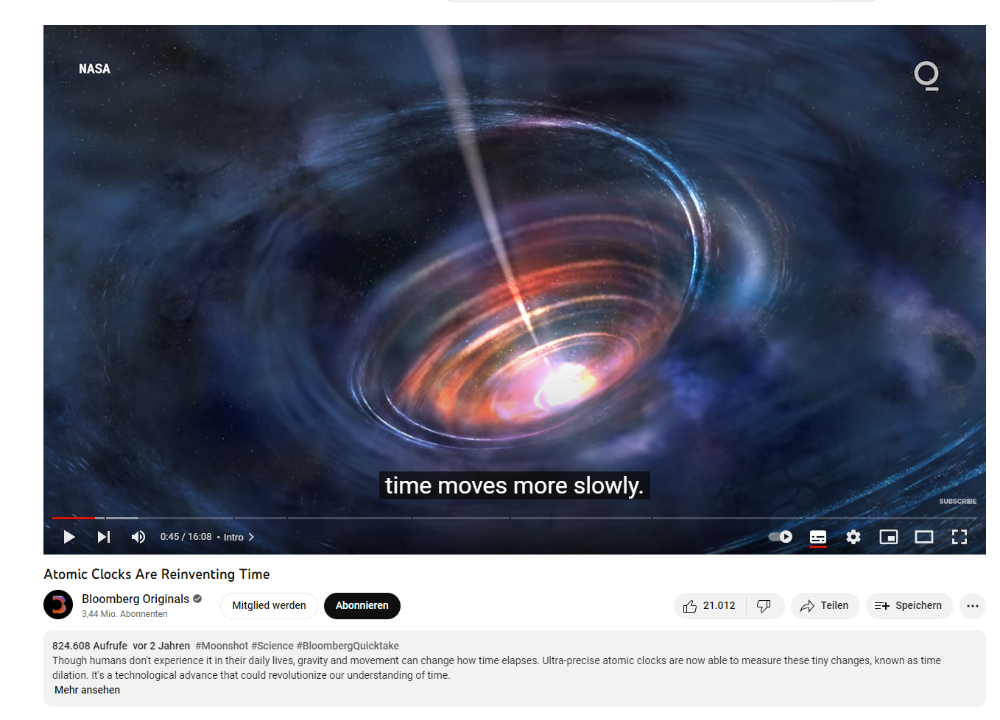 NASA
Q
time moves more slowly.
SUBSCRIBE
0:45 / 16:08 • Intro
Atomic Clocks Are Reinventing Time
Bloomberg Originals
3,44 Mio. Abonnenten
Mitglied werden
Abonnieren
21.012
Teilen
Speichern
824.608 Aufrufe vor 2 Jahren #Moonshot #Science #BloombergQuicktake
Though humans don't experience it in their daily lives, gravity and movement can change how time elapses. Ultra-precise atomic clocks are now able to measure these tiny changes, known as time
dilation. It's a technological advance that could revolutionize our understanding of time.
Mehr ansehen